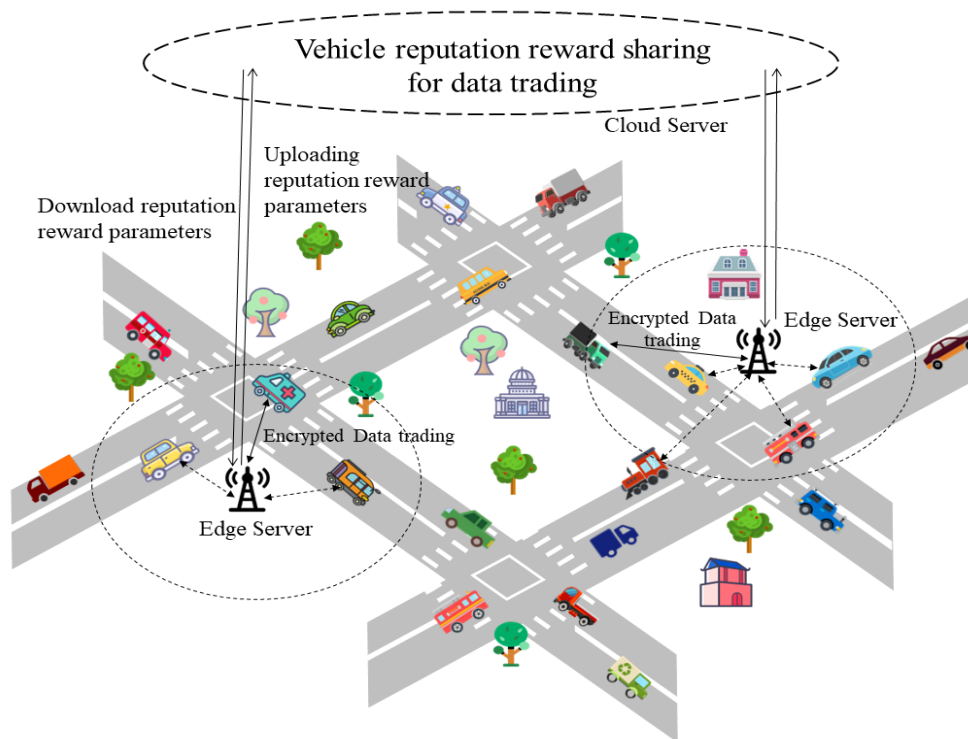 Vehicle reputation reward sharing
for data trading
Cloud Server
Uploading
reputation reward
parameters
Download reputation
reward parameters
Encrypted Data
trading
Edge Server
Encrypted Data trading
Edge Server